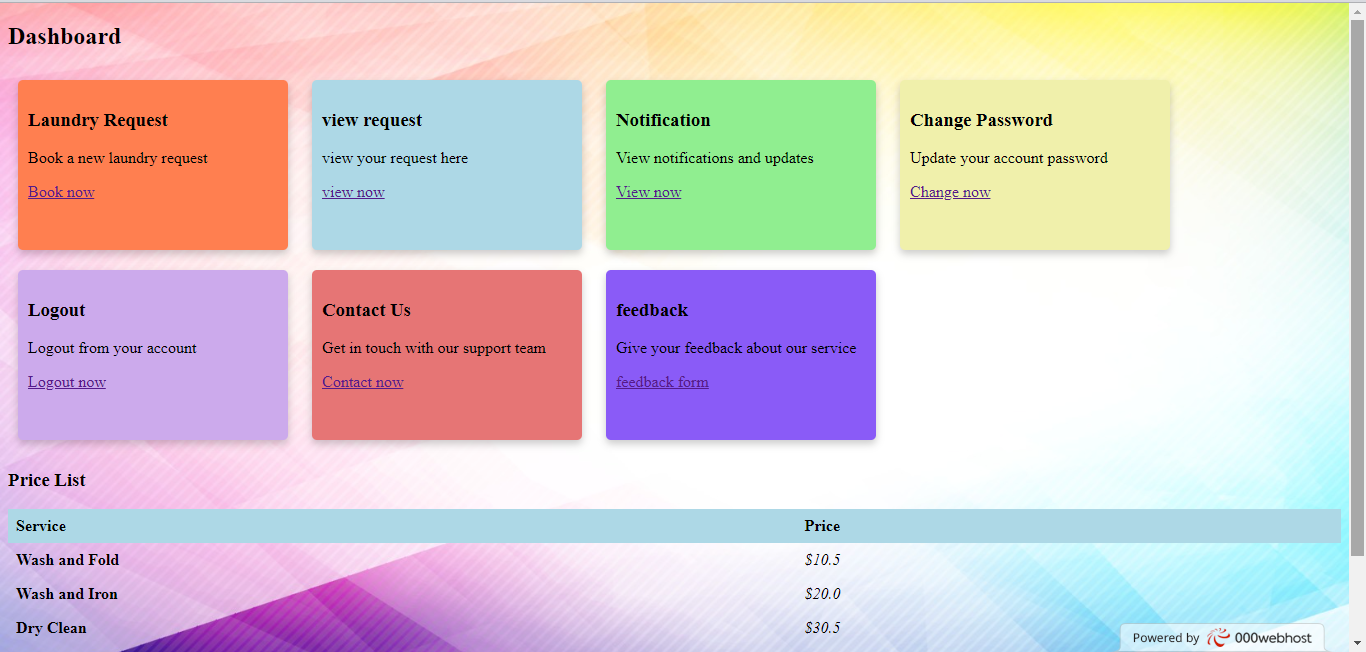 Dashboard
Laundry Request
Book a new laundry request
Book now
view request
view your request here
view now
Notification
View notifications and updates
View now
Change Password
Update your account password
Change now
Logout
Logout from your account
Logout now
Contact Us
Get in touch with our support team
Contact now
feedback
Give your feedback about our service
feedback form
Price List
Service Price
Wash and Fold $10.5
Wash and Iron $20.0
Dry Clean $30.5
Powered by 000webhost